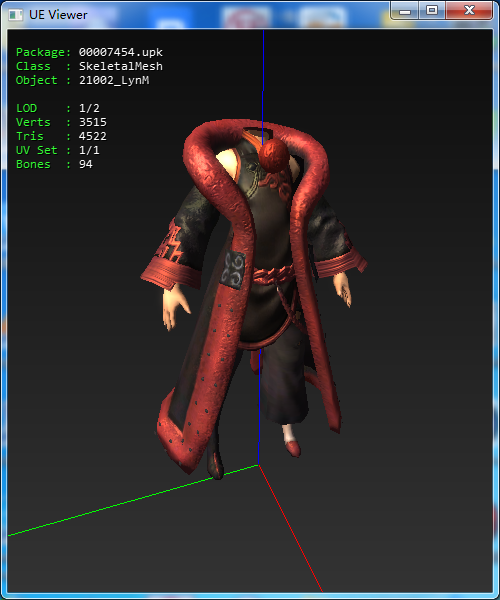 UE Viewer
Package: 00007454.upk
Class : SkeletalMesh
Object : 21002_LynM
LOD : 1/2
Verts : 3515
Tris : 4522
UV Set : 1/1
Bones : 94